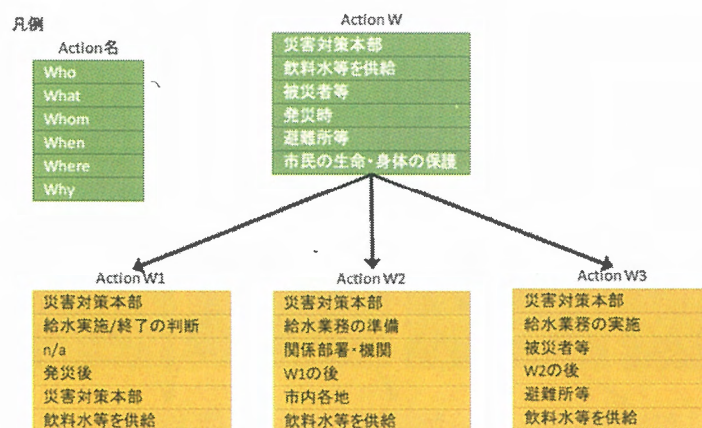 凡例
Action名
Who
What
Whom
When
Where
Why
Action W
災害対策本部
飲料水等を供給
被災者等
発災時
避難所等
市民の生命・身体の保護
Action W1
災害対策本部
給水実施/終了の判断
n/a
発災後
災害対策本部
飲料水等を供給
Action W2
災害対策本部
給水業務の準備
関係部署・機関
W1の後
市内各地
飲料水等を供給
Action W3
災害対策本部
給水業務の実施
被災者等
W2の後
避難所等
飲料水等を供給